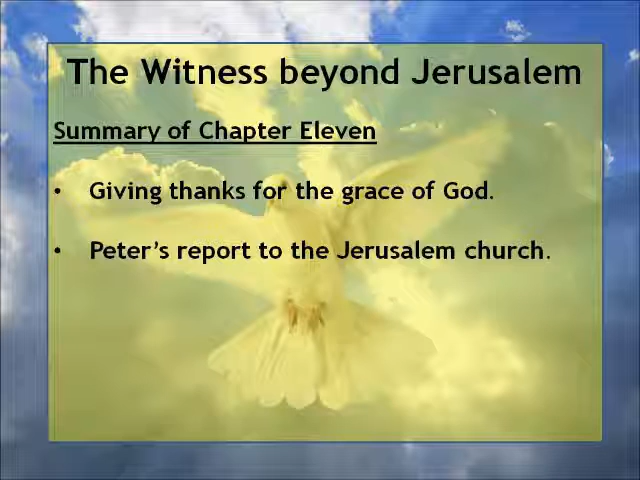 The Witness beyond Jerusalem
Summary of Chapter Eleven
• Giving thanks for the grace of God.
• Peter's report to the Jerusalem church.